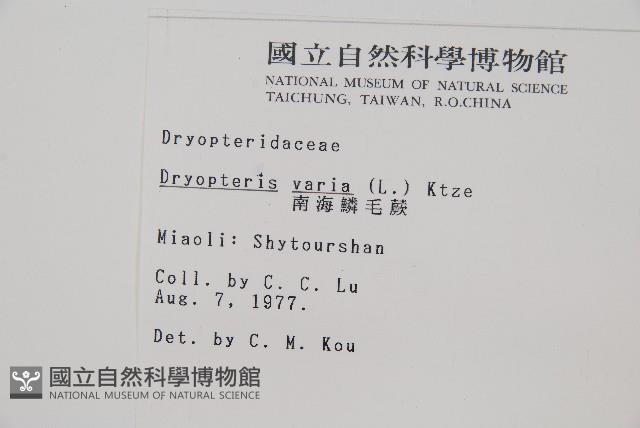 國立自然科學博物館
NATIONAL MUSEUM OF NATURAL SCIENCE
TAICHUNG, TAIWAN, R.O.CHINA
Dryopteridaceae
Dryopteris varia (L.) Ktze
南海鱗毛蕨
Miaoli: Shytourshan
Coll. by C. C. Lu
Aug. 7, 1977.
Det. by C. M. Kou
國立自然科學博物館
NATIONAL MUSEUM OF NATURAL SCIENCE